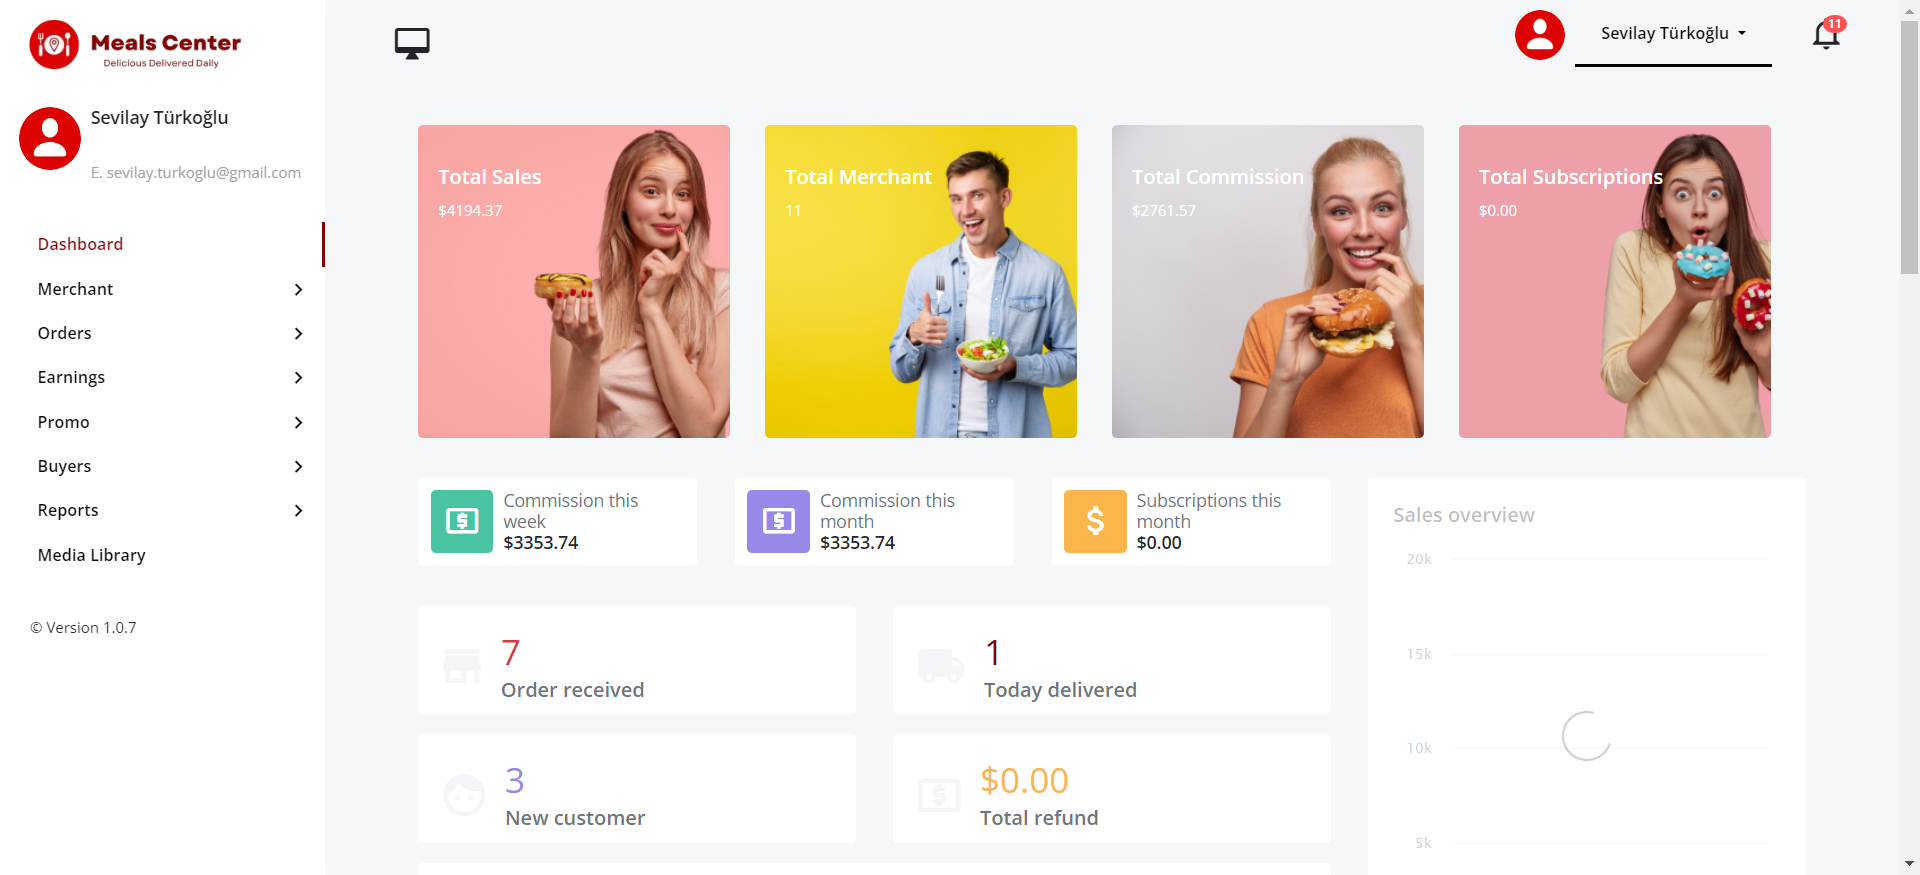 Meals Center
Delicious Delivered Daily
Sevilay Türkoğlu
E. sevilay.turkoglu@gmail.com
Dashboard
Merchant
Orders
Earnings
Promo
Buyers
Reports
Media Library
© Version 1.0.7
Sevilay Türkoğlu
11
Total Sales
$4194.37
Total Merchant
11
Total Commission
$2761.57
Total Subscriptions
$0.00
Commission this
week
$3353.74
Commission this
month
$3353.74
Subscriptions this
month
$0.00
7
Order received
1
Today delivered
3
New customer
$0.00
Total refund
Sales overview
20k
15k
10k
5k